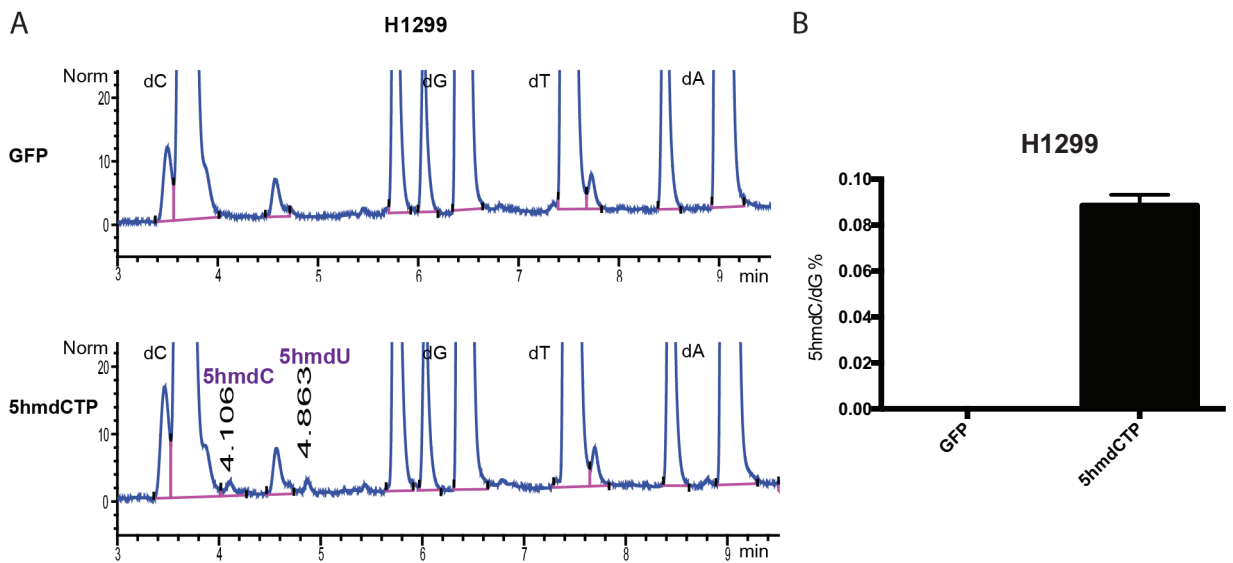 A
H1299
B
Norm
dC
dG
dT
dA
20
10
0
GFP
3
4
5
6
7
8
9
min
Norm
dC
5hmdC
4.106
5hmdU
4.863
dG
dT
dA
20
10
0
5hmdCTP
3
4
5
6
7
8
9
min
H1299
5hmdC/dG %
0.10
0.08
0.06
0.04
0.02
0.00
GFP
5hmdCTP